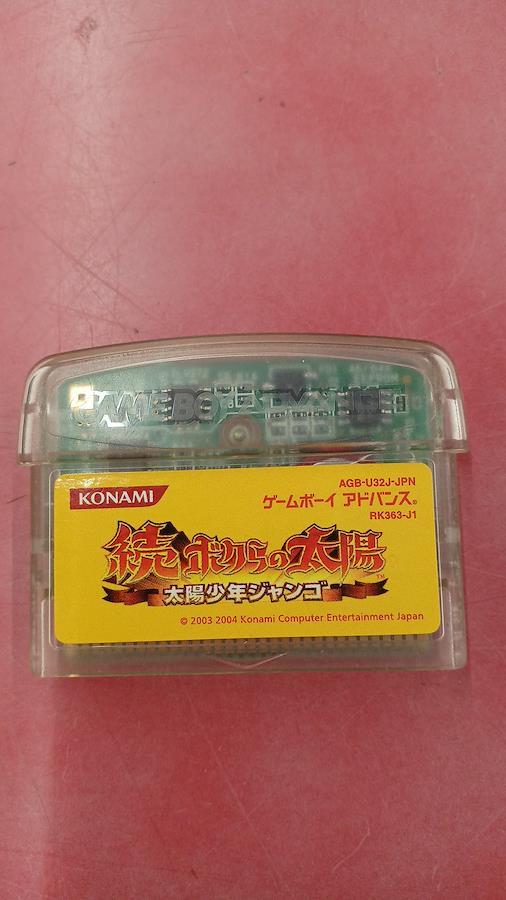 GAME BOY ADVANCE
AGB-U32J-JPN
KONAMI
ゲームボーイ アドバンス®
RK363-J1
続 ボクらの太陽
TM
太陽少年ジャンゴ
© 2003 2004 Konami Computer Entertainment Japan